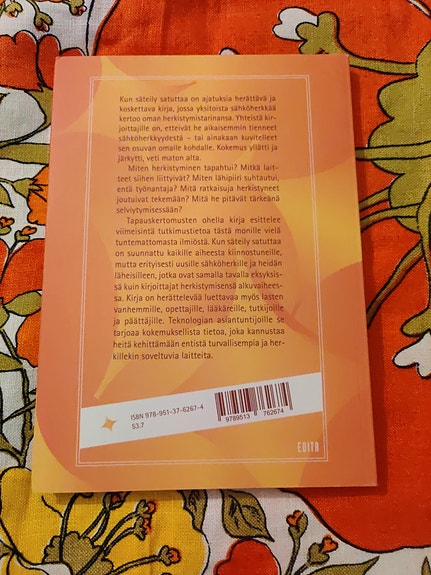 Kun säteily satuttaa on ajatuksia herättävä ja
koskettava kirja, jossa yksitoista sähköherkkää
kertoo oman herkistymistarinansa. Yhteistä kir-
joittajille on, etteivät he aikaisemmin tienneet
sähköherkkyydestä – tai ainakaan kuvitelleet
sen osuvan omalle kohdalle. Kokemus yllätti ja
järkytti, veti maton alta.
Miten herkistyminen tapahtui? Mitkä lait-
teet siihen liittyivät? Miten lähipiiri suhtautui,
entä työnantaja? Mitä ratkaisuja herkistyneet
joutuivat tekemään? Mitä he pitävät tärkeänä
selviytymisessään?
Tapauskertomusten ohella kirja esittelee
viimeisintä tutkimustietoa tästä monille vielä
tuntemattomasta ilmiöstä. Kun säteily satuttaa
on suunnattu kaikille aiheesta kiinnostuneille,
mutta erityisesti uusille sähköherkille ja heidän
läheisilleen, jotka ovat samalla tavalla eksyksis-
sä kuin kirjoittajat herkistymisensä alkuvaihees-
sa. Kirja on herättelevää luettavaa myös lasten
vanhemmille, opettajille, lääkäreille, tutkijoille
ja päättäjille. Teknologian asiantuntijoille se
tarjoaa kokemuksellista tietoa, joka kannustaa
heitä kehittämään entistä turvallisempia ja her-
killekin soveltuvia laitteita.
ISBN 978-951-37-6267-4
53.7
9789513 762674
EDITA